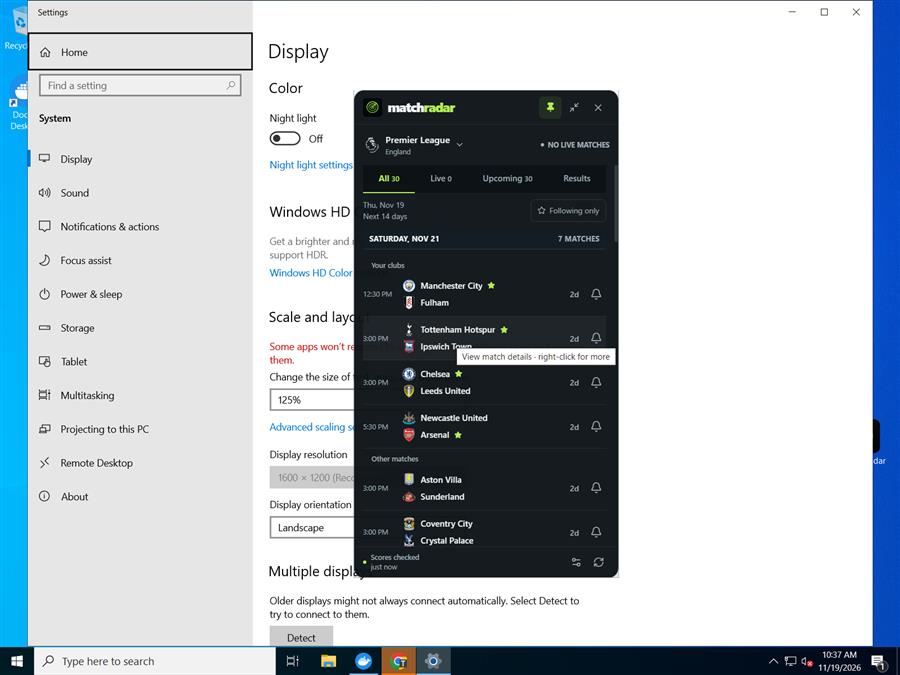 Settings
Recyc
Doc
Desk
Home
Find a setting
System
Display
Sound
Notifications & actions
Focus assist
Power & sleep
Storage
Tablet
Multitasking
Projecting to this PC
Remote Desktop
About
Display
Color
Night light
Off
Night light settings
Windows HD
Get a brighter and
support HDR.
Windows HD Color
Scale and layou
Some apps won't re
them.
Change the size of
125%
Advanced scaling se
Display resolution
1600 × 1200 (Reco
Display orientation
Landscape
Multiple display
Older displays might not always connect automatically. Select Detect to
try to connect to them.
Detect
matchradar
Premier League
England
NO LIVE MATCHES
All 30
Live 0
Upcoming 30
Results
Thu, Nov 19
Next 14 days
Following only
SATURDAY, NOV 21
7 MATCHES
Your clubs
12:30 PM
Manchester City
Fulham
2d
3:00 PM
Tottenham Hotspur
Ipswich Town
2d
View match details - right-click for more
3:00 PM
Chelsea
Leeds United
2d
5:30 PM
Newcastle United
Arsenal
2d
Other matches
3:00 PM
Aston Villa
Sunderland
2d
3:00 PM
Coventry City
Crystal Palace
2d
Scores checked
just now
dar
Type here to search
10:37 AM
11/19/2026
1